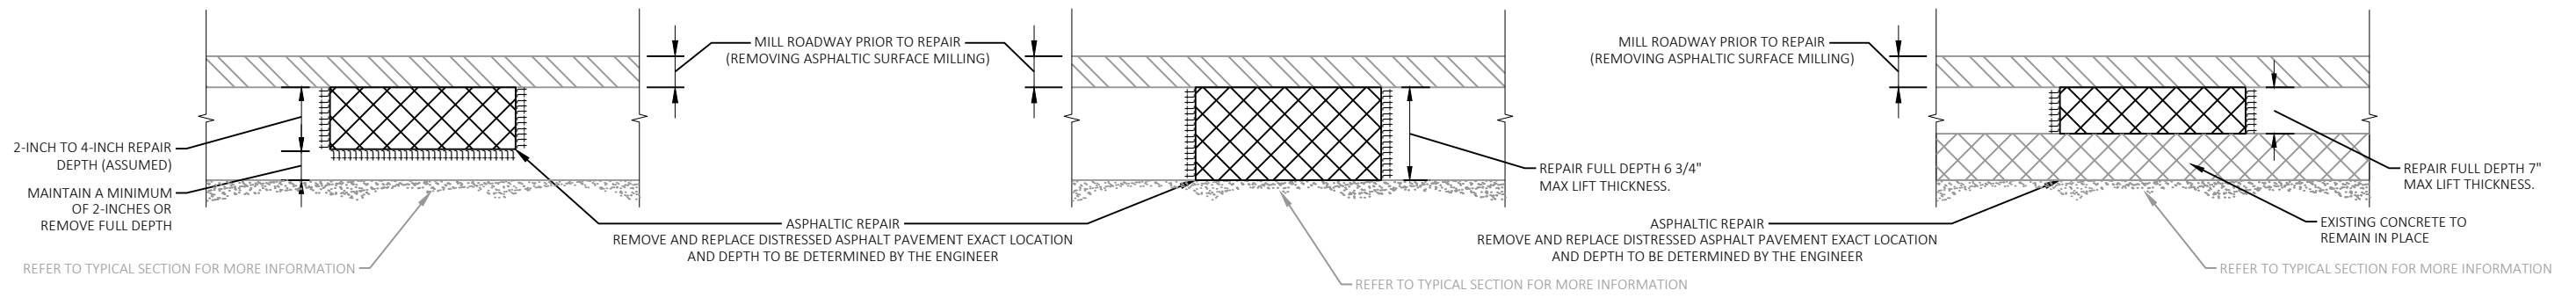 MILL ROADWAY PRIOR TO REPAIR
(REMOVING ASPHALTIC SURFACE MILLING)
2-INCH TO 4-INCH REPAIR
DEPTH (ASSUMED)
MAINTAIN A MINIMUM
OF 2-INCHES OR
REMOVE FULL DEPTH
REFER TO TYPICAL SECTION FOR MORE INFORMATION
ASPHALTIC REPAIR
REMOVE AND REPLACE DISTRESSED ASPHALT PAVEMENT EXACT LOCATION
AND DEPTH TO BE DETERMINED BY THE ENGINEER
REPAIR FULL DEPTH 6 3/4"
MAX LIFT THICKNESS.
REFER TO TYPICAL SECTION FOR MORE INFORMATION
MILL ROADWAY PRIOR TO REPAIR
(REMOVING ASPHALTIC SURFACE MILLING)
ASPHALTIC REPAIR
REMOVE AND REPLACE DISTRESSED ASPHALT PAVEMENT EXACT LOCATION
AND DEPTH TO BE DETERMINED BY THE ENGINEER
REPAIR FULL DEPTH 7"
MAX LIFT THICKNESS.
EXISTING CONCRETE TO
REMAIN IN PLACE
REFER TO TYPICAL SECTION FOR MORE INFORMATION